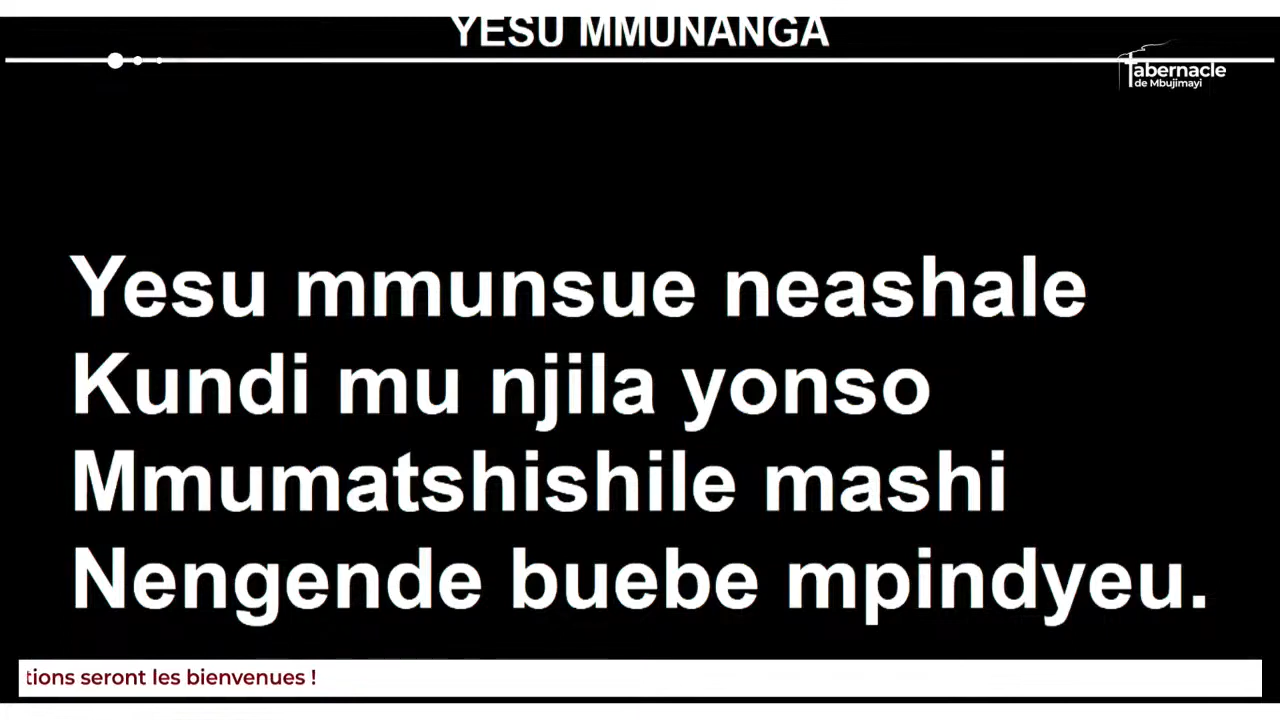 YESU MMUNANGA
Tabernacle
de Mbujimayi
Yesu mmunsue neashale
Kundi mu njila yonso
Mmumatshishile mashi
Nengende buebe mpindyeu.
tions seront les bienvenues !